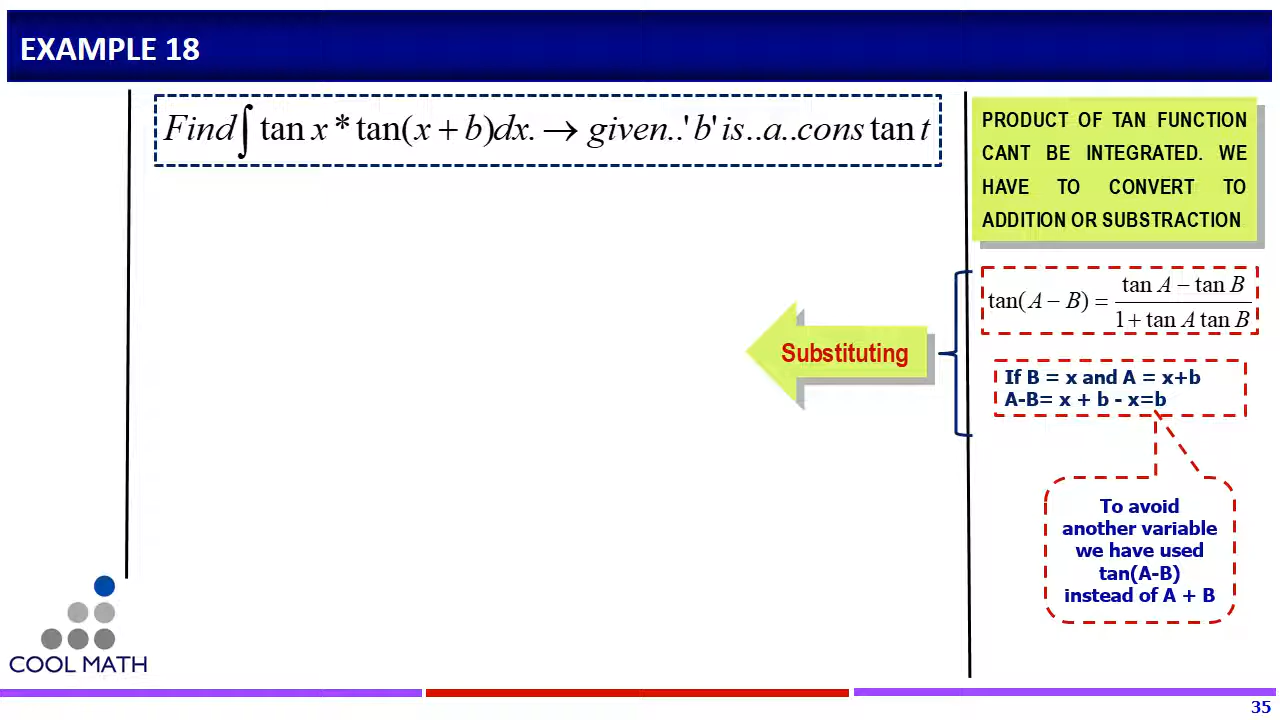 EXAMPLE 18
Find ∫ tan x * tan(x + b)dx. → given..'b' is..a..cons tan t
PRODUCT OF TAN FUNCTION
CANT BE INTEGRATED. WE
HAVE TO CONVERT TO
ADDITION OR SUBSTRACTION
tan(A − B) = (tan A − tan B) / (1 + tan A tan B)
Substituting
If B = x and A = x+b
A-B= x + b - x=b
To avoid
another variable
we have used
tan(A-B)
instead of A + B
COOL MATH
35